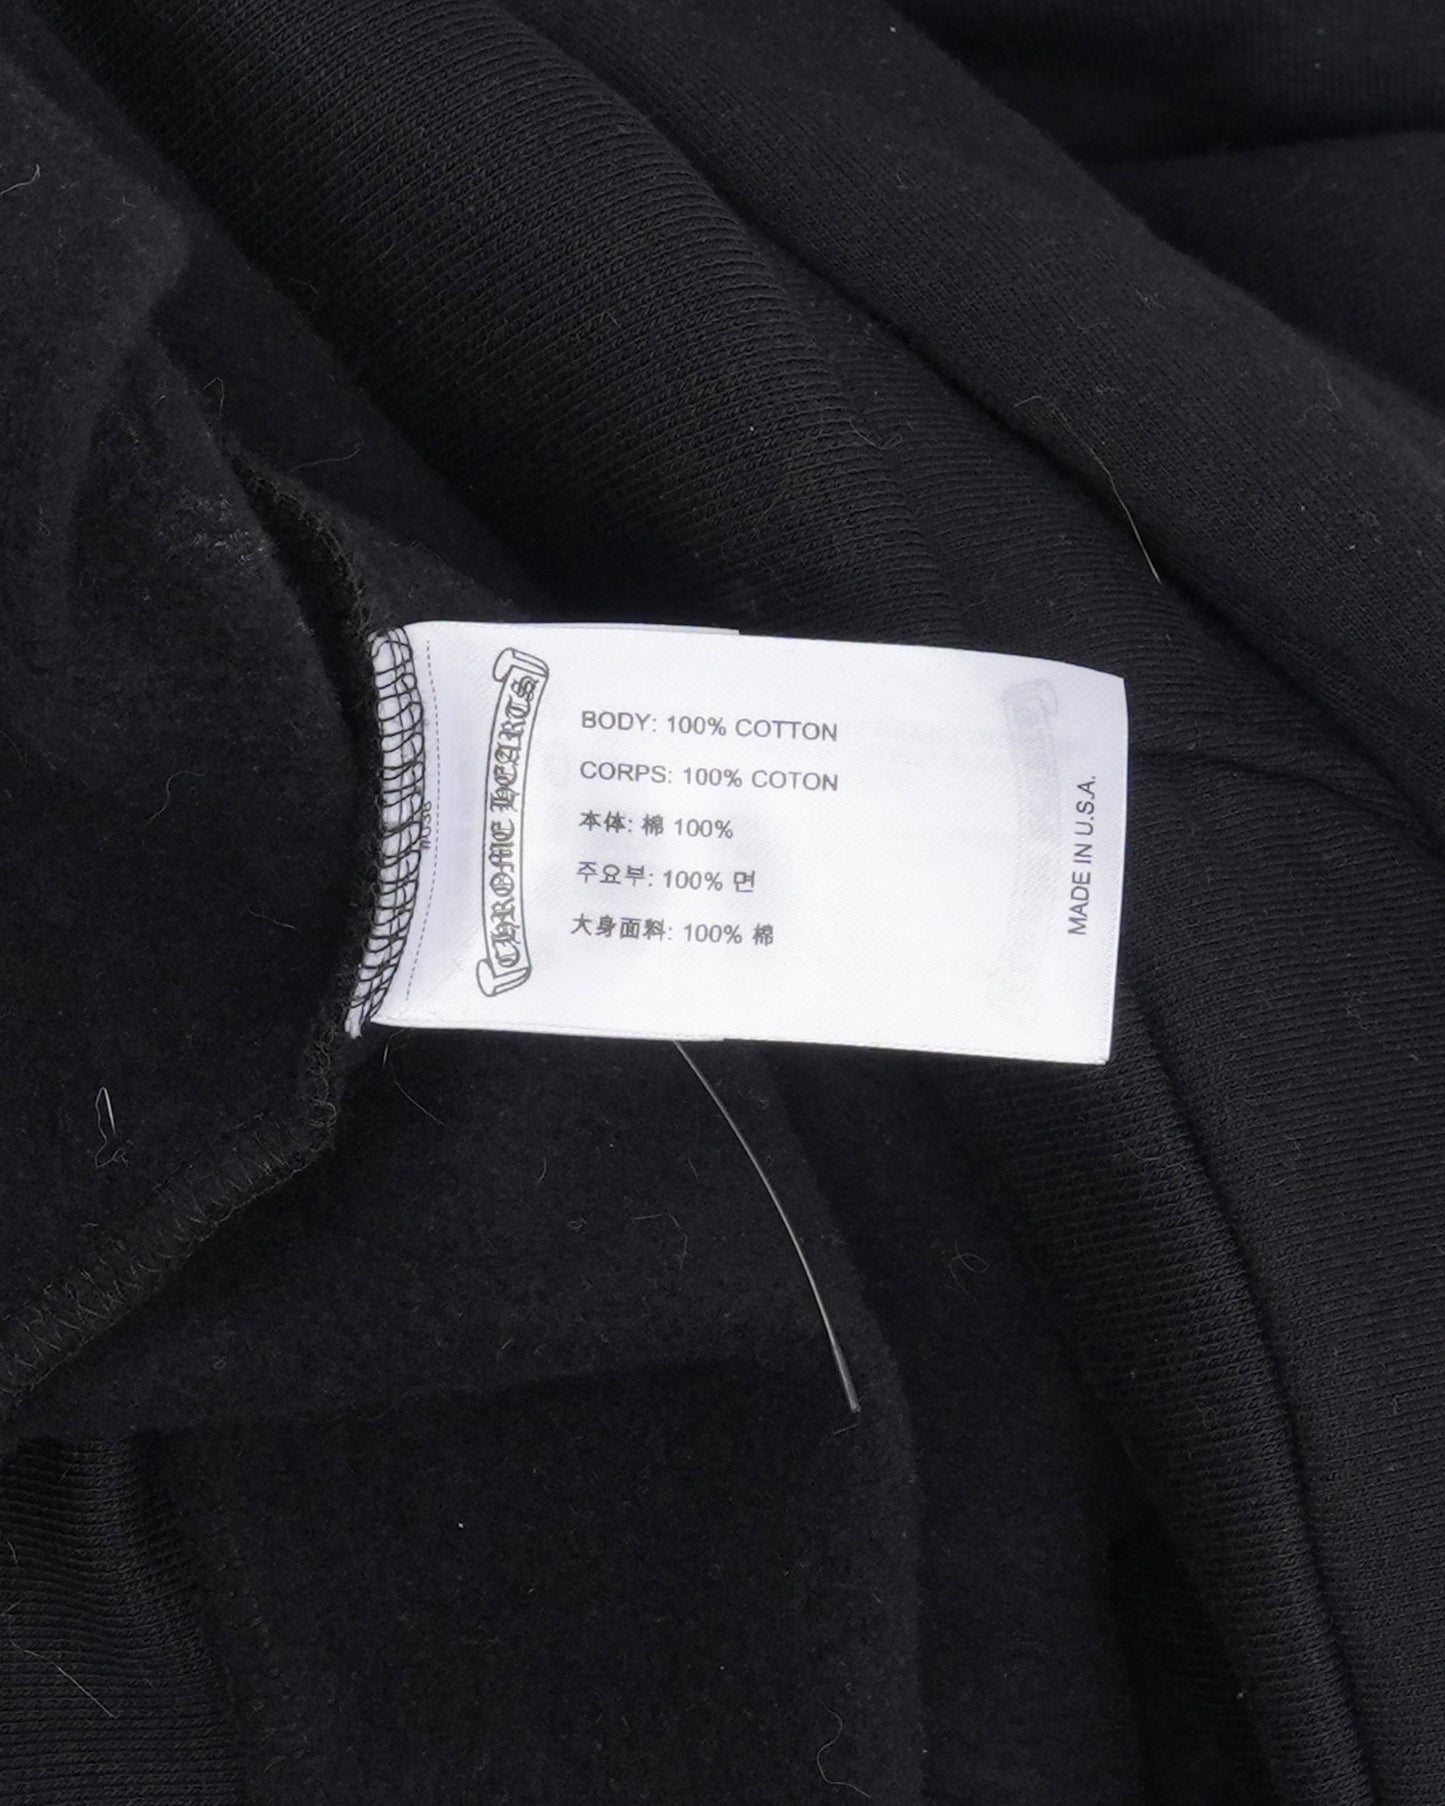 CHROME HEARTS
BODY: 100% COTTON
CORPS: 100% COTON
本体: 棉 100%
주요부: 100% 면
大身面料: 100% 棉
MADE IN U.S.A.
#036